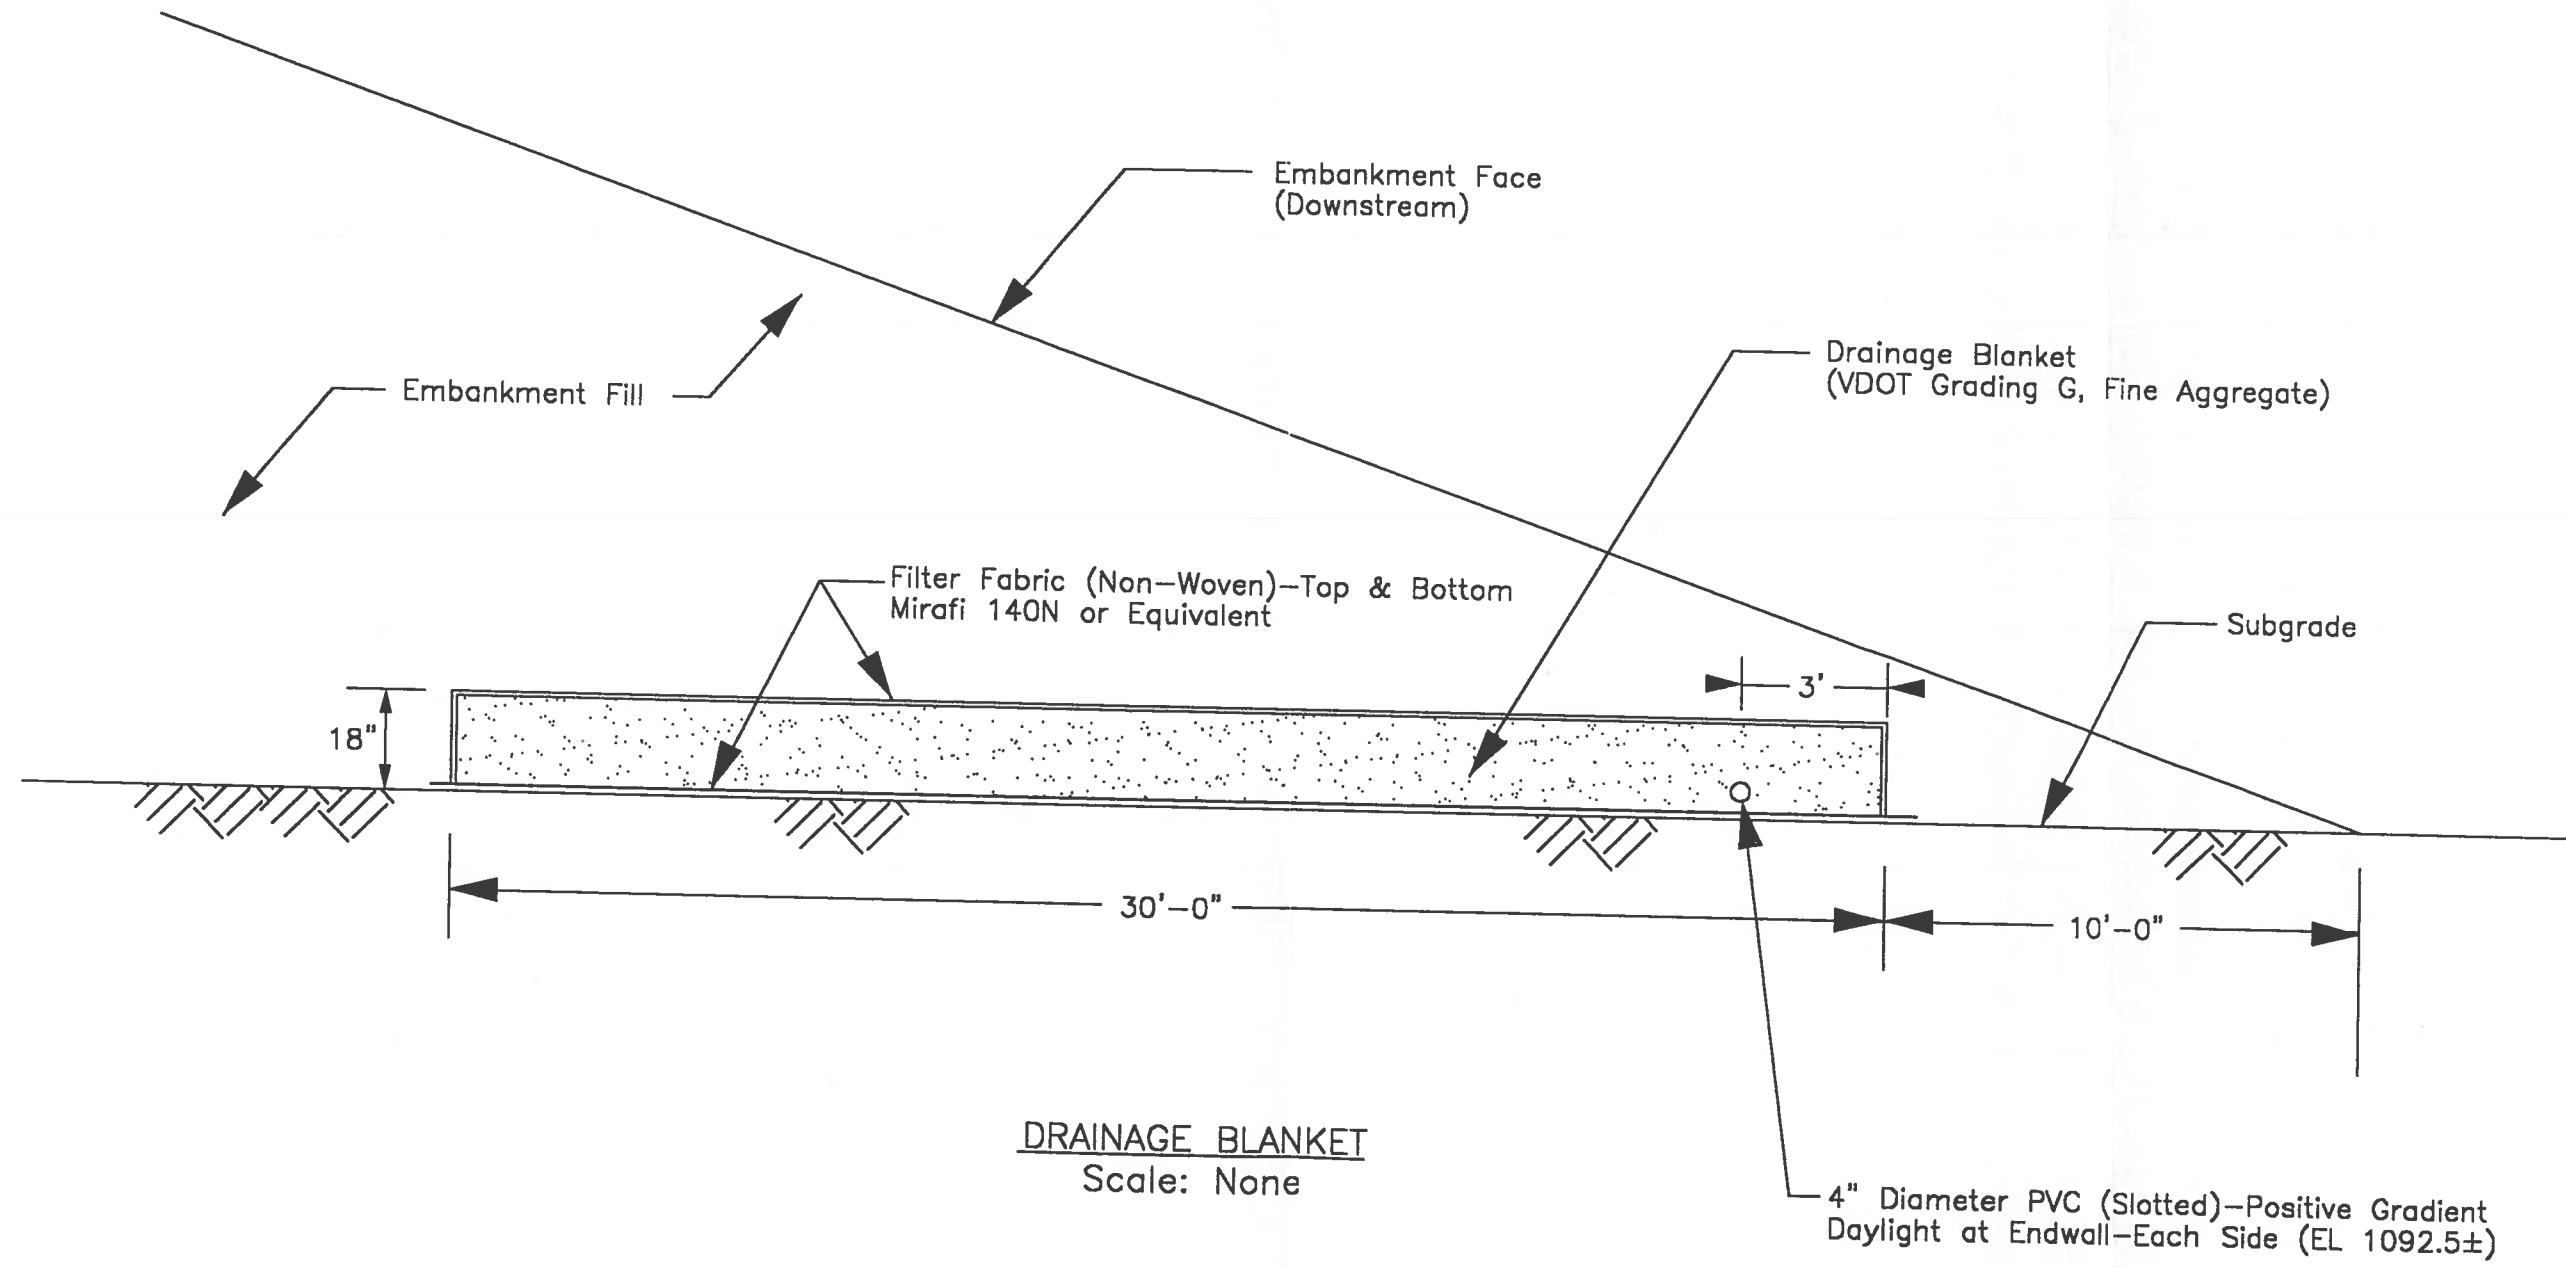 Embankment Face
(Downstream)
Drainage Blanket
(VDOT Grading G, Fine Aggregate)
Embankment Fill
Filter Fabric (Non-Woven)-Top & Bottom
Mirafi 140N or Equivalent
Subgrade
3'
18"
30'-0"
10'-0"
DRAINAGE BLANKET
Scale: None
4" Diameter PVC (Slotted)-Positive Gradient
Daylight at Endwall-Each Side (EL 1092.5±)